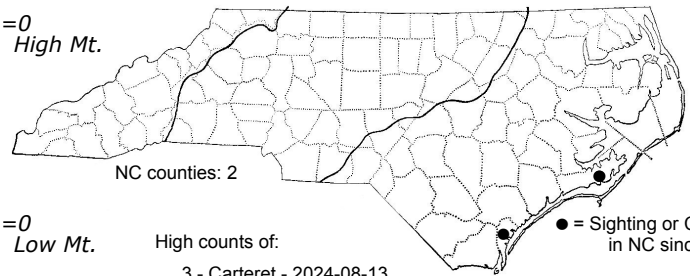 =0
High Mt.
NC counties: 2
=0
Low Mt.
High counts of:
3 - Carteret - 2024-08-13
● = Sighting or
in NC